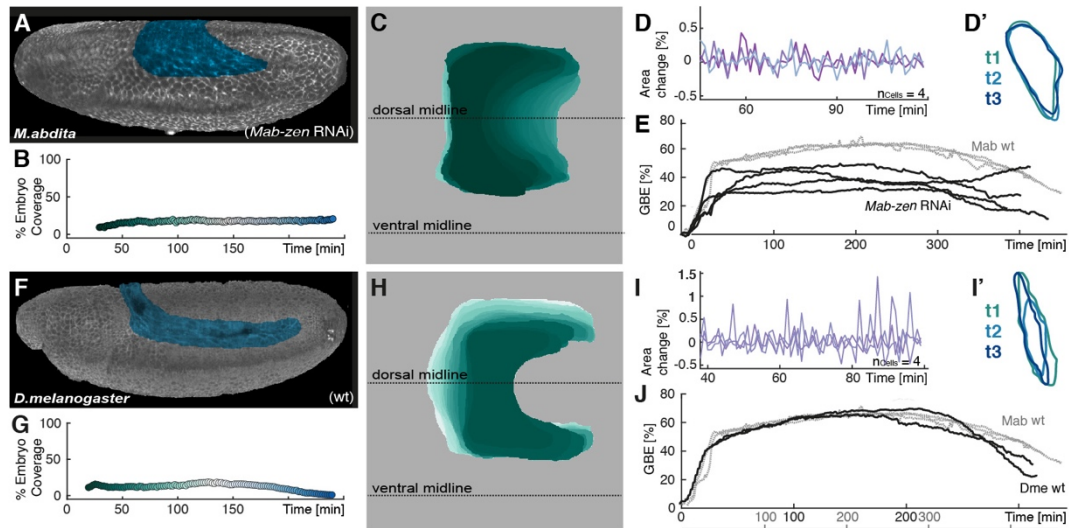 A
M.abdita
(Mab-zen RNAi)
B
% Embryo
Coverage
100
50
0
0
50
100
150
Time [min]
C
dorsal midline
ventral midline
D
Area
change [%]
0.5
0
-0.5
nCells = 4
60
90
Time [min]
D'
t1
t2
t3
E
GBE [%]
80
60
40
20
0
Mab wt
Mab-zen RNAi
0
100
200
300
Time [min]
F
D.melanogaster
(wt)
G
% Embryo
Coverage
100
50
0
0
50
100
150
Time [min]
H
dorsal midline
ventral midline
I
Area
change [%]
1.5
1
0.5
0
-0.5
nCells = 4
40
60
80
Time [min]
I'
t1
t2
t3
J
GBE [%]
80
60
40
20
0
Mab wt
Dme wt
0
100
200
Time [min]
100
200
300